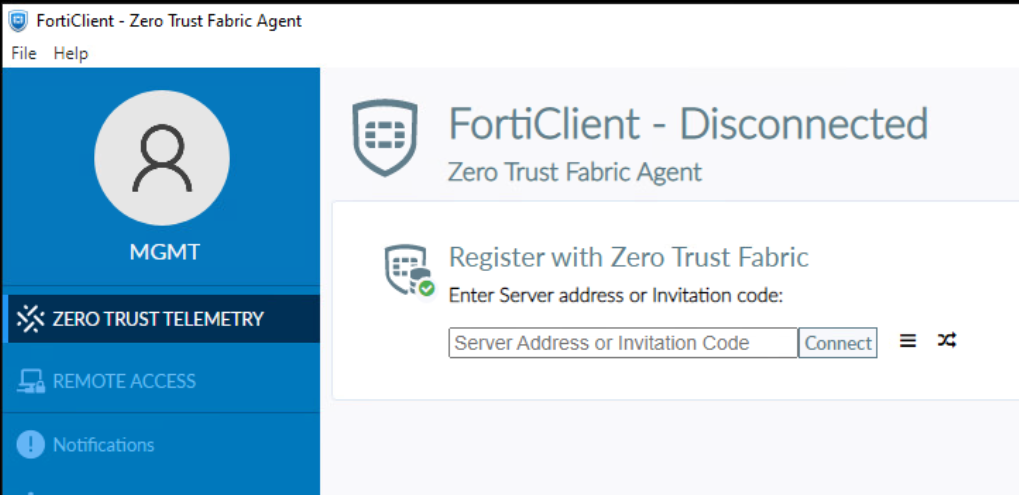 FortiClient - Zero Trust Fabric Agent
File Help
MGMT
ZERO TRUST TELEMETRY
REMOTE ACCESS
Notifications
FortiClient - Disconnected
Zero Trust Fabric Agent
Register with Zero Trust Fabric
Enter Server address or Invitation code:
Server Address or Invitation Code Connect